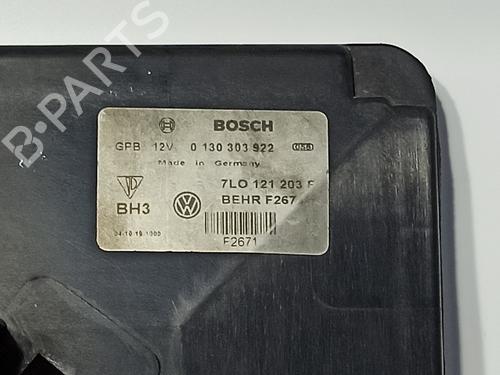 B-PARTS
BOSCH
GPB 12V 0 130 303 922
Made in Germany
7L0 121 203 F
BH3
BEHR F267
F2671